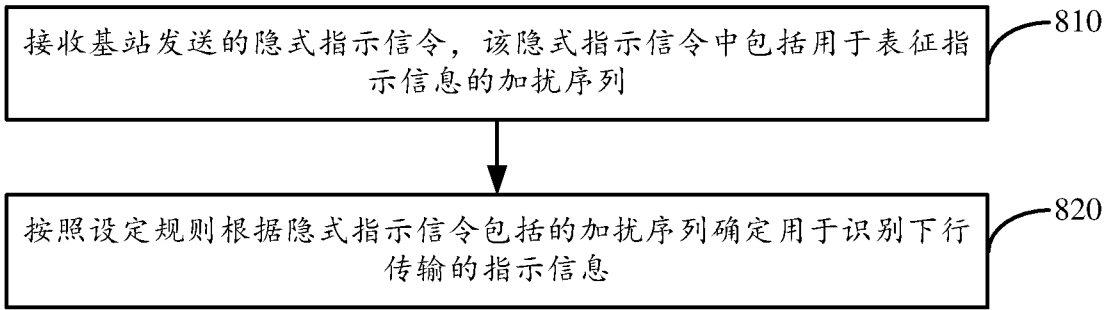 接收基站发送的隐式指示信令，该隐式指示信令中包括用于表征指
示信息的加扰序列
810
按照设定规则根据隐式指示信令包括的加扰序列确定用于识别下行
传输的指示信息
820